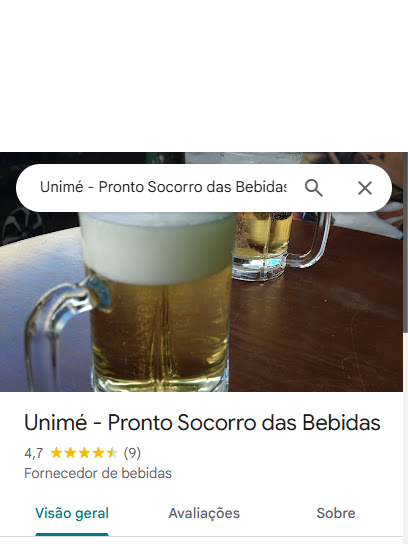 Unimé - Pronto Socorro das Bebidas
Unimé - Pronto Socorro das Bebidas
4,7 (9)
Fornecedor de bebidas
Visão geral Avaliações Sobre